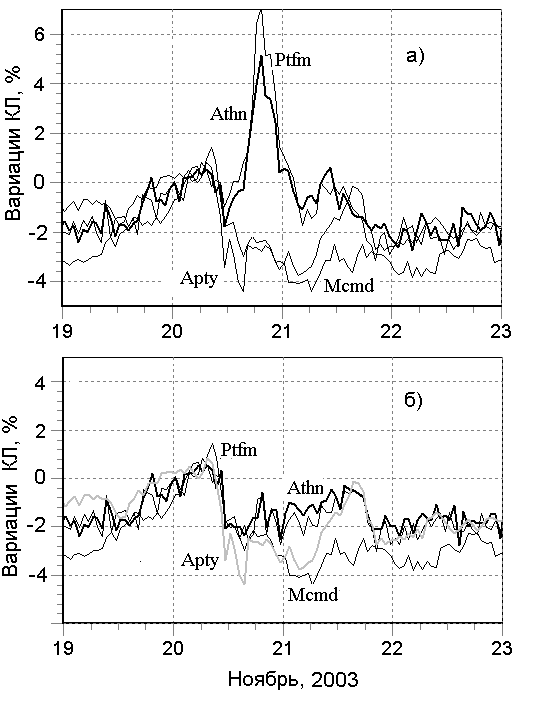 Вариации КЛ, %
6
4
2
0
-2
-4
а)
Ptfm
Athn
Apty
Mcmd
19 20 21 22 23
Вариации КЛ, %
4
2
0
-2
-4
б)
Ptfm
Athn
Apty
Mcmd
19 20 21 22 23
Ноябрь, 2003